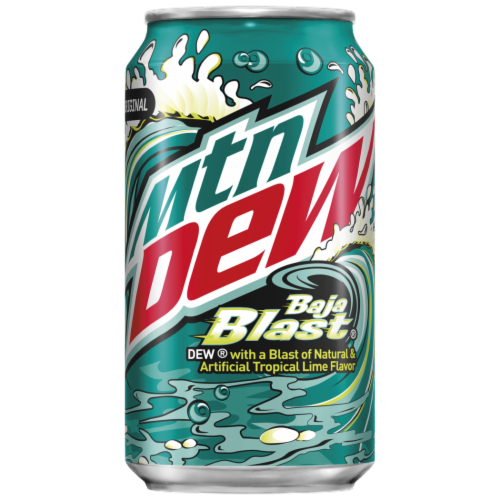 ORIGINAL
mtn
DEW
Baja
Blast®
DEW ® with a Blast of Natural &
Artificial Tropical Lime Flavor